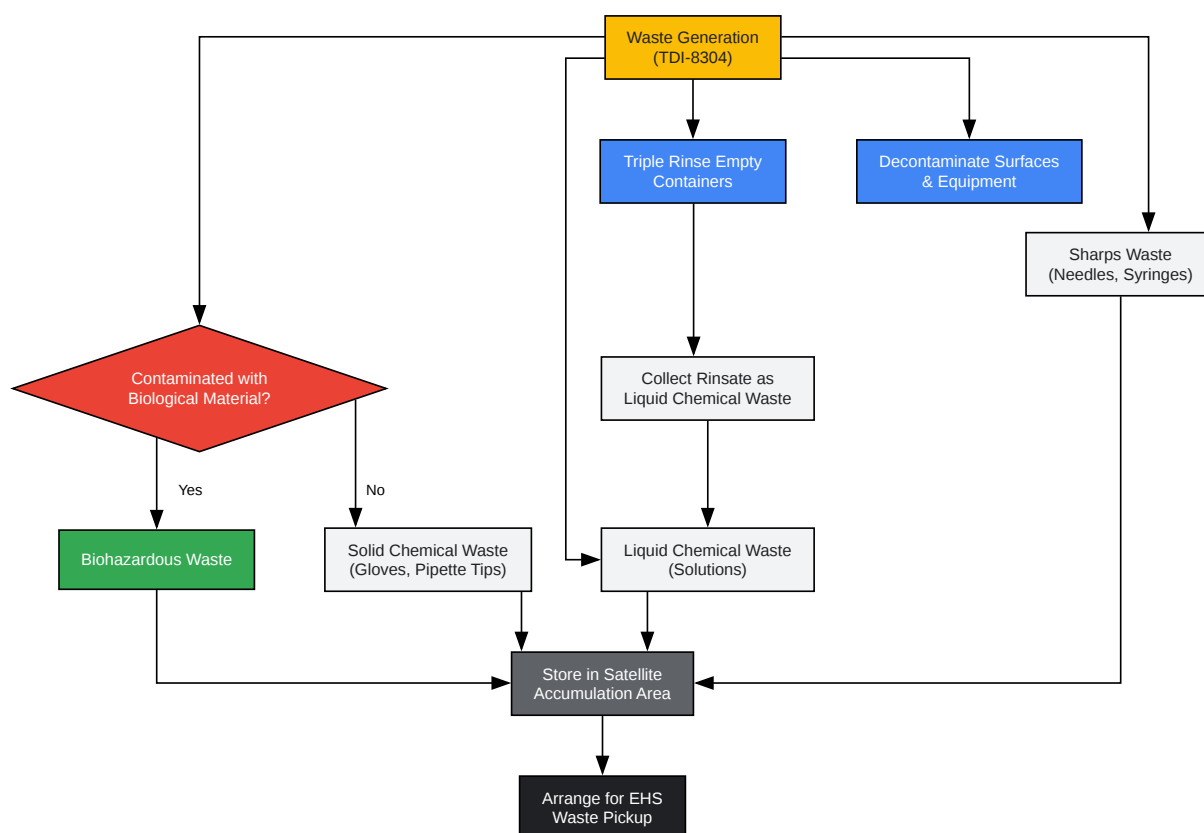 Waste Generation
(TDI-8304)
Triple Rinse Empty
Containers
Decontaminate Surfaces
& Equipment
Sharps Waste
(Needles, Syringes)
Contaminated with
Biological Material?
Collect Rinsate as
Liquid Chemical Waste
Yes
No
Biohazardous Waste
Solid Chemical Waste
(Gloves, Pipette Tips)
Liquid Chemical Waste
(Solutions)
Store in Satellite
Accumulation Area
Arrange for EHS
Waste Pickup